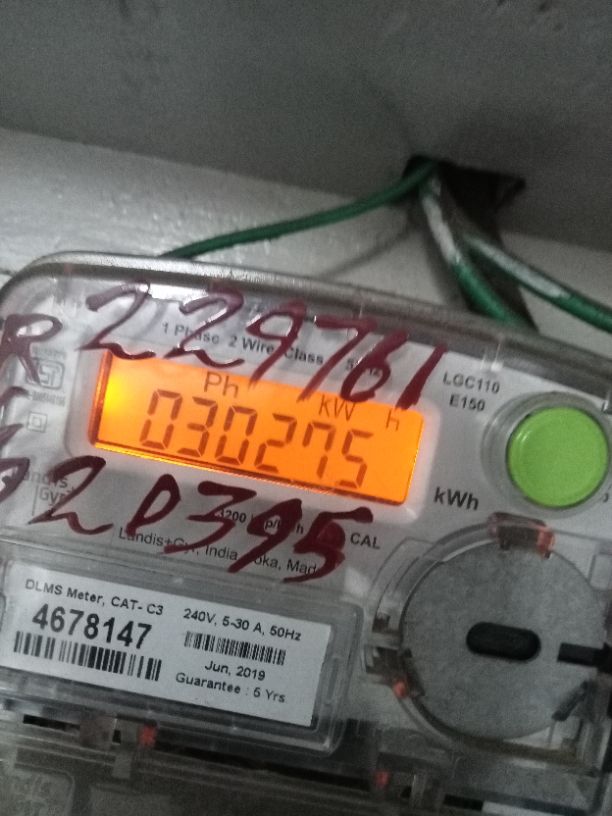 229761
1 Phase 2 Wire Class
LGC110
E150
Ph kW h
030275
kWh
20395
CAL
India
DLMS Meter, CAT- C3
4678147
240V, 5-30 A, 50Hz
Jun, 2019
Guarantee : 5 Yrs